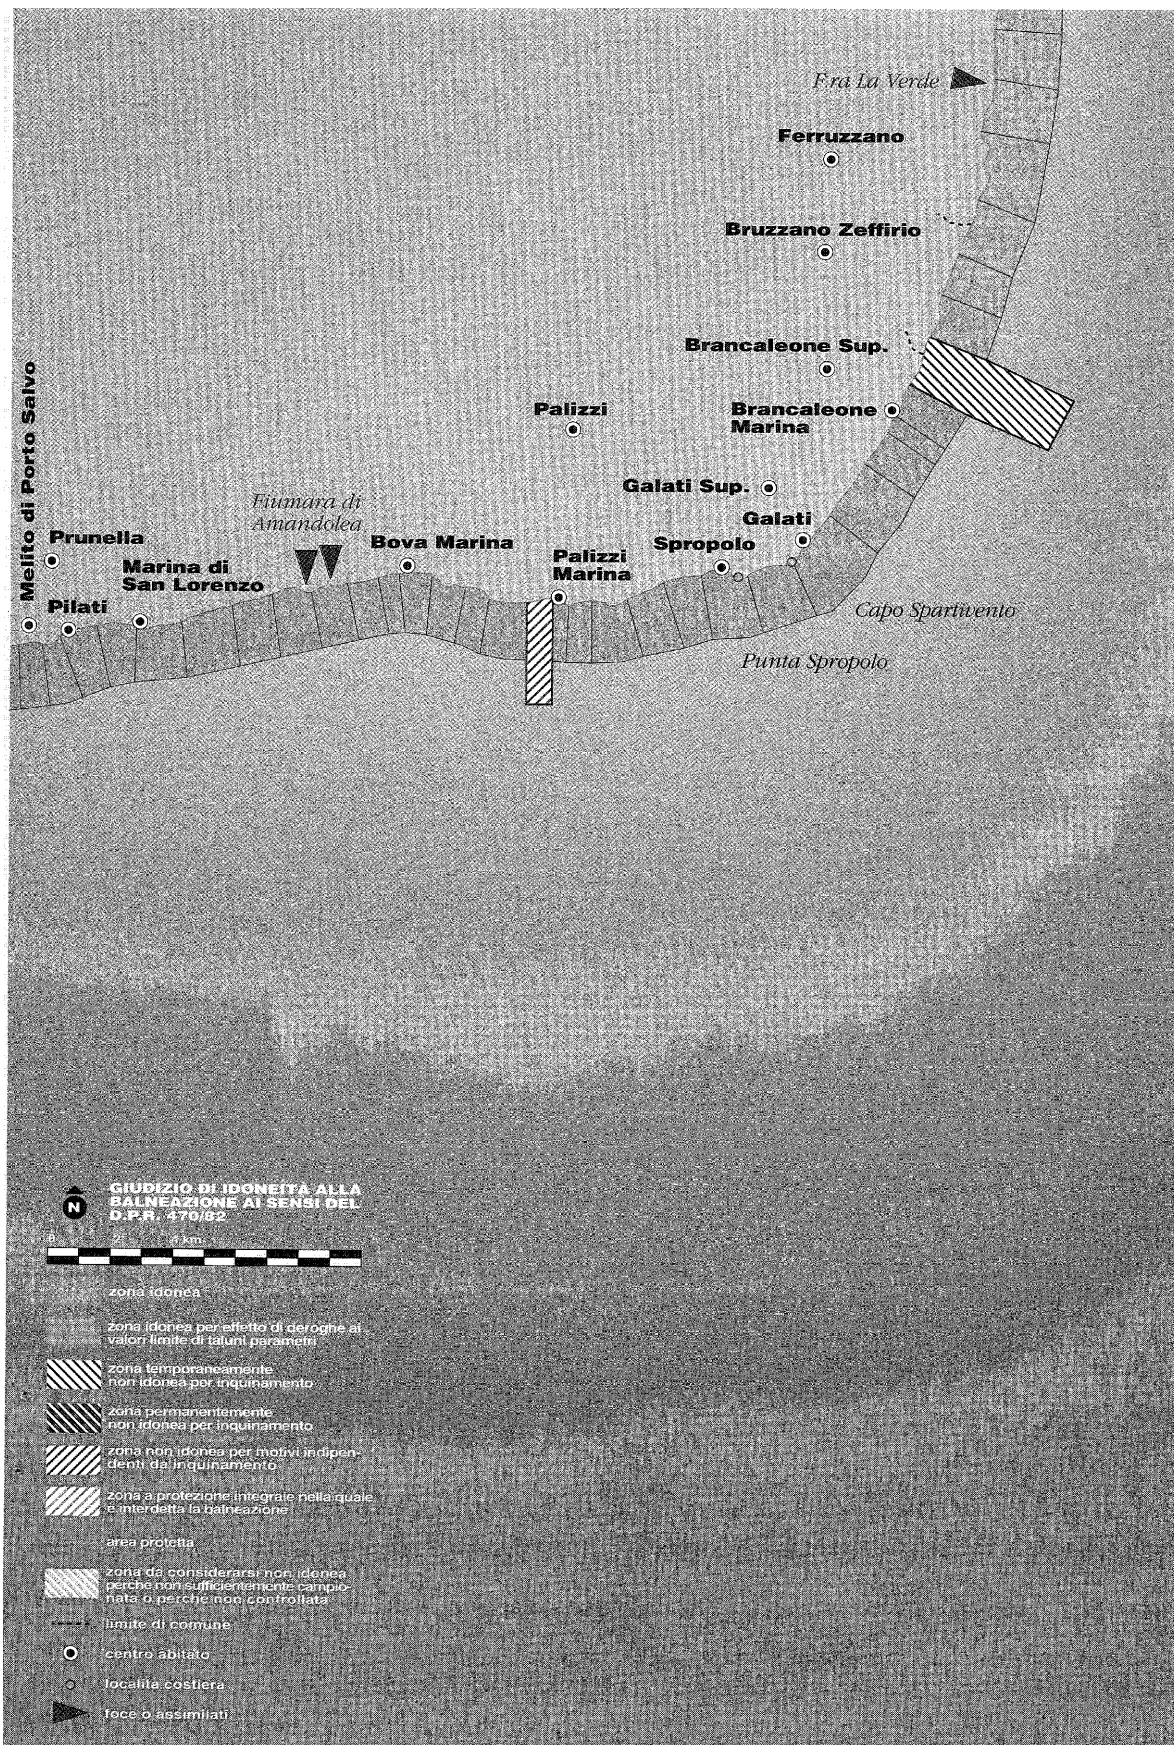 F.ra La Verde
Ferruzzano
Bruzzano Zeffirio
Brancaleone Sup.
Brancaleone
Marina
Palizzi
Galati Sup.
Galati
Spropolo
Palizzi
Marina
Bova Marina
Fiumara di
Amandolea
Melito di Porto Salvo
Prunella
Marina di
San Lorenzo
Pilati
Capo Spartivento
Punta Spropolo
N
GIUDIZIO DI IDONEITÀ ALLA
BALNEAZIONE AI SENSI DEL
D.P.R. 470/82
0 2 4 km
zona idonea
zona idonea per effetto di deroghe ai
valori limite di taluni parametri
zona temporaneamente
non idonea per inquinamento
zona permanentemente
non idonea per inquinamento
zona non idonea per motivi indipen-
denti da inquinamento
zona a protezione integrale nella quale
è interdetta la balneazione
area protetta
zona da considerarsi non idonea
perché non sufficientemente campio-
nata o perché non controllata
limite di comune
centro abitato
località costiera
foce o assimilati